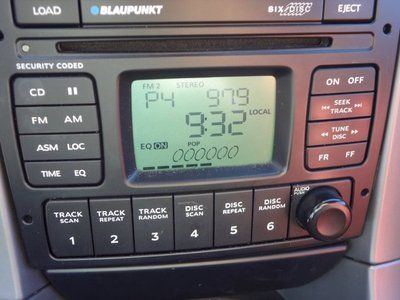 LOAD BLAUPUNKT SIX/DISC EJECT
SECURITY CODED
CD
FM AM
ASM LOC
TIME EQ
FM-2 STEREO
P4 97.9
9:32 LOCAL
EQ ON POP
000000
ON OFF
SEEK
TRACK
TUNE
DISC
FR FF
TRACK SCAN 1
TRACK REPEAT 2
TRACK RANDOM 3
DISC SCAN 4
DISC REPEAT 5
DISC RANDOM 6
AUDIO
PUSH